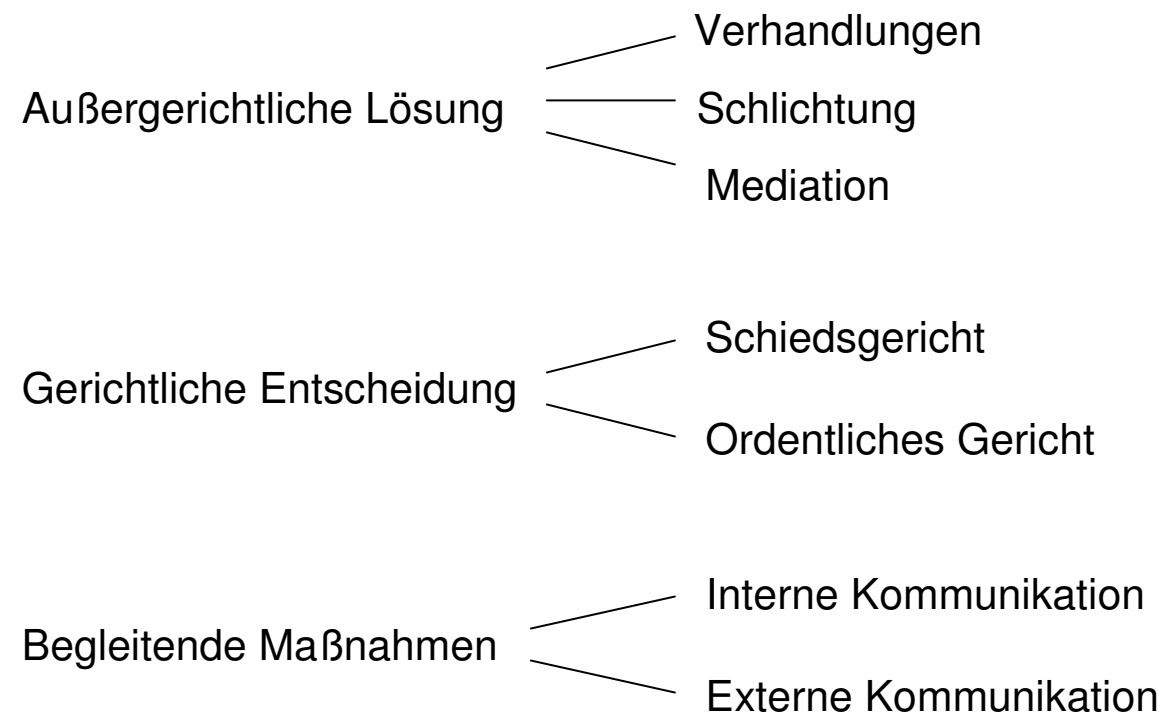 Außergerichtliche Lösung
Verhandlungen
Schlichtung
Mediation
Gerichtliche Entscheidung
Schiedsgericht
Ordentliches Gericht
Begleitende Maßnahmen
Interne Kommunikation
Externe Kommunikation